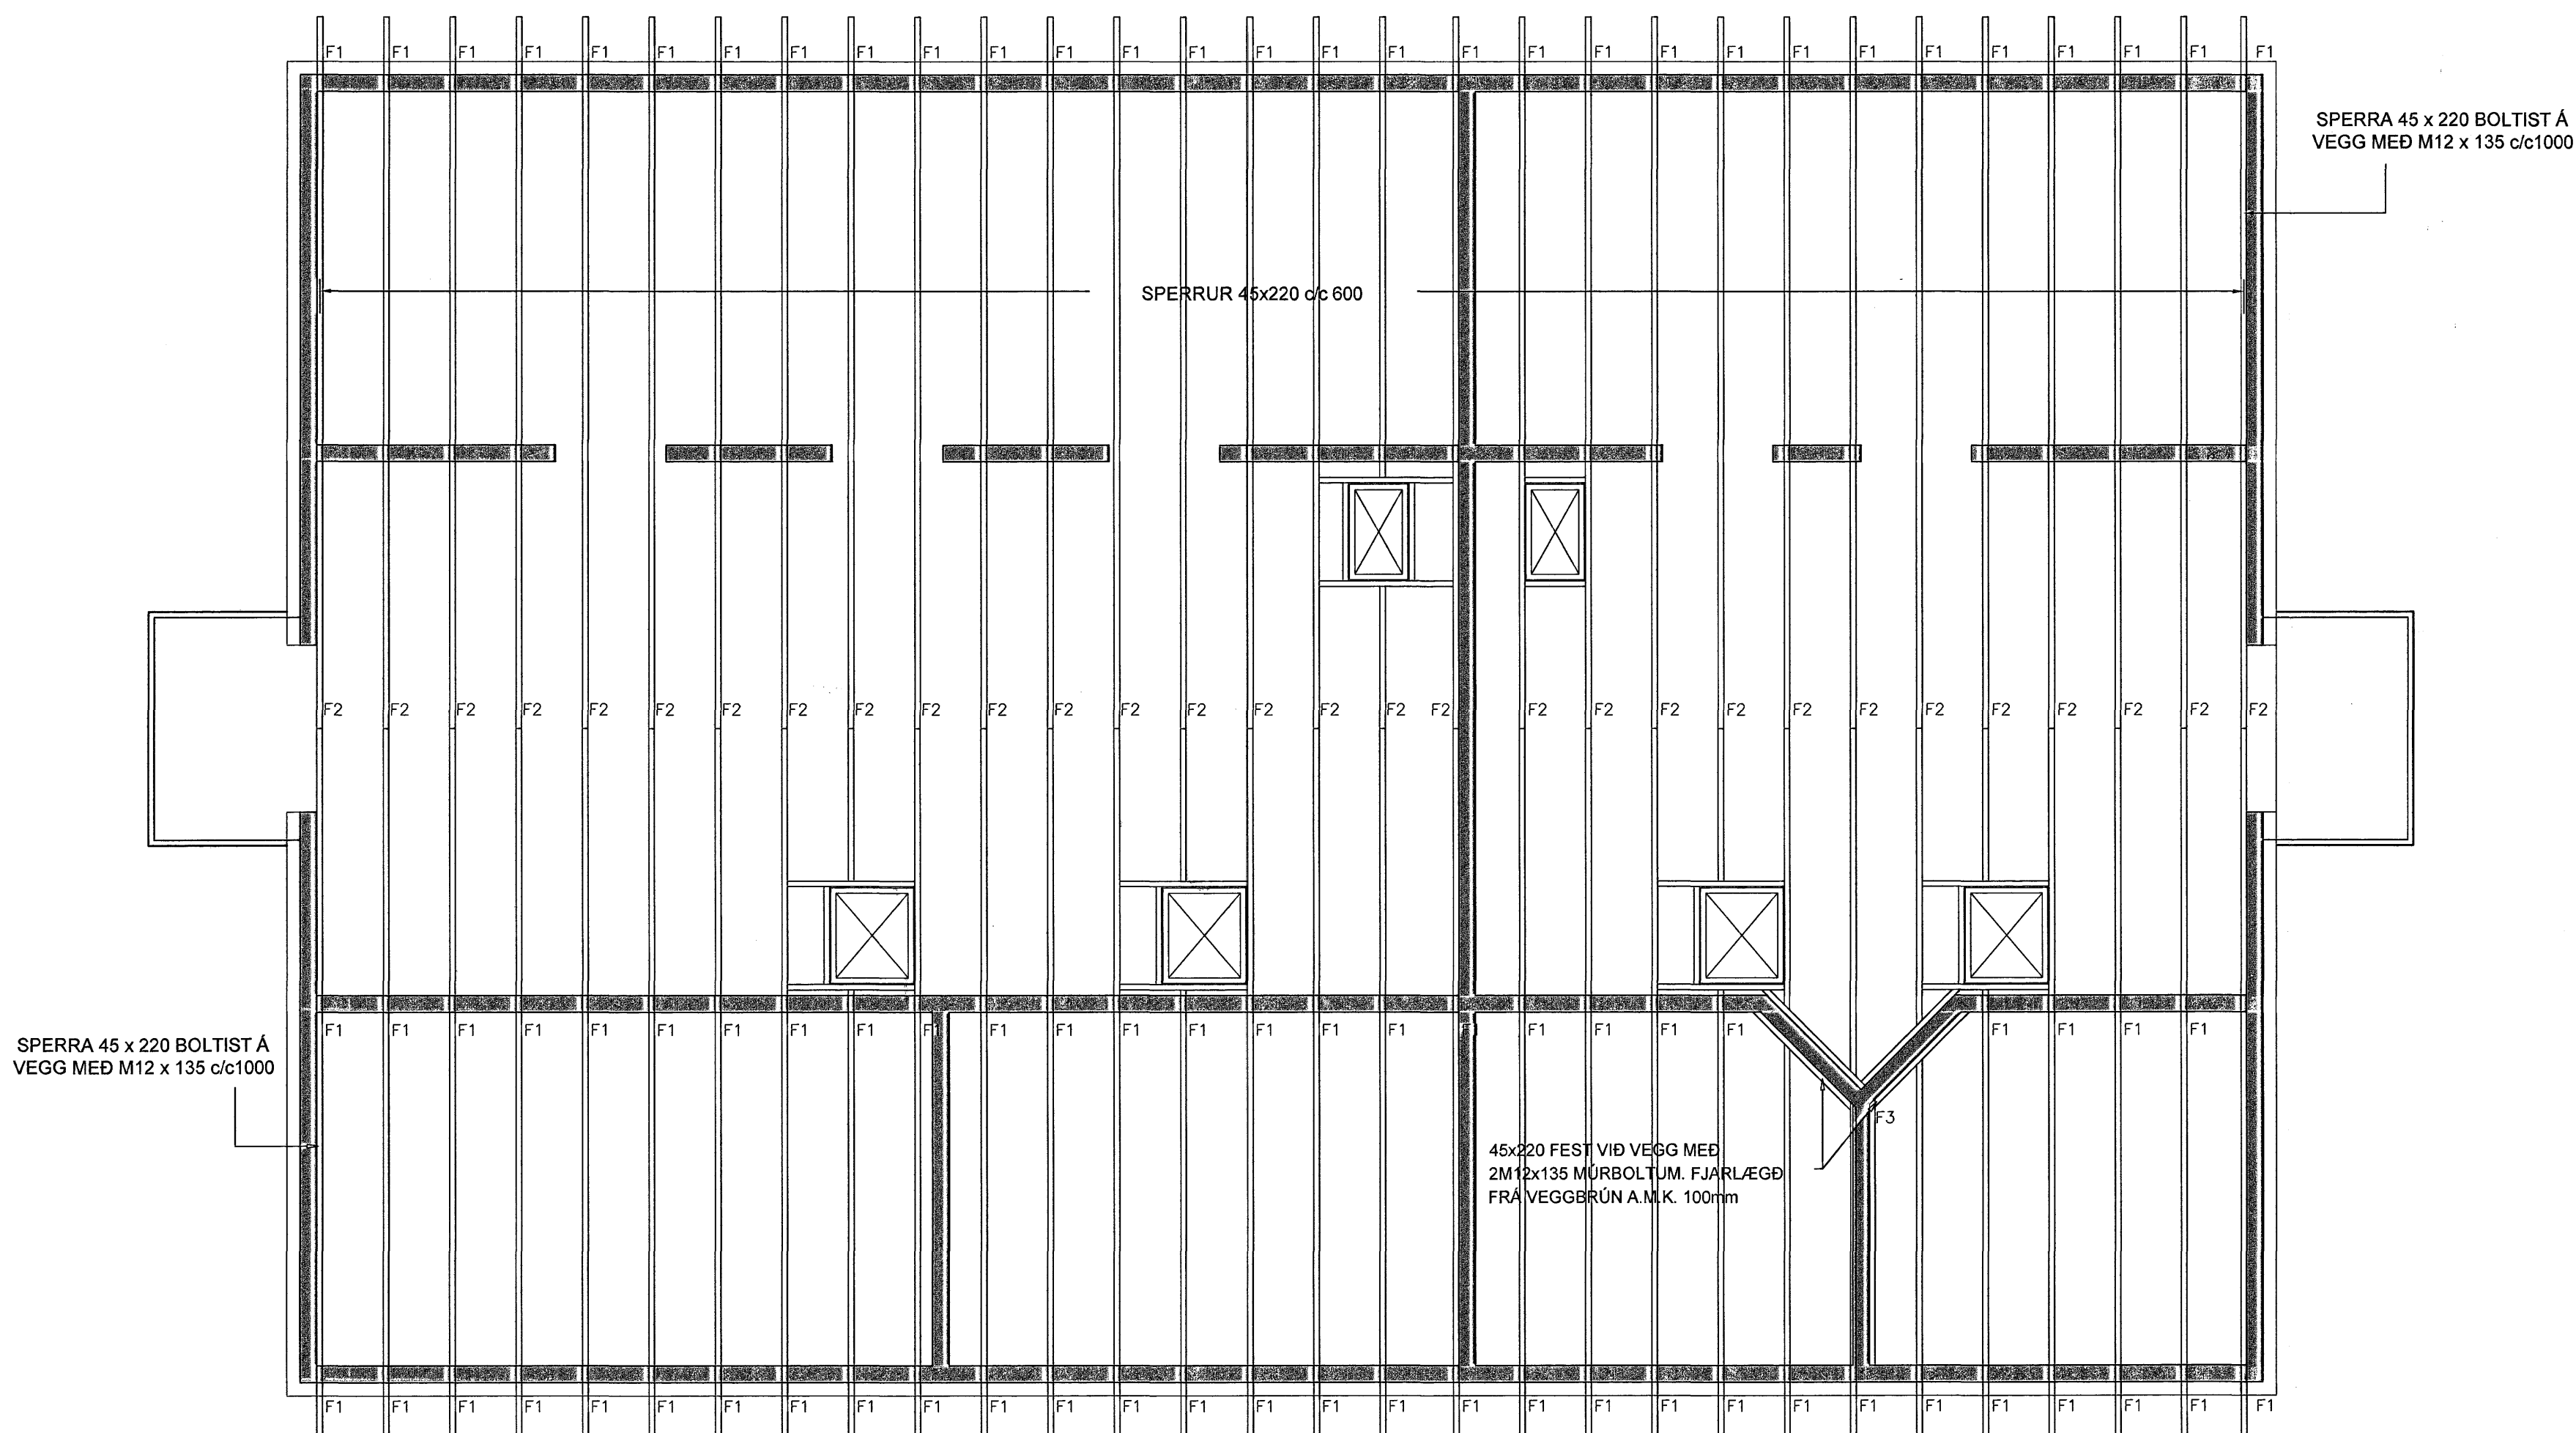 F1 F1 F1 F1 F1 F1 F1 F1 F1 F1 F1 F1 F1 F1 F1 F1 F1 F1 F1 F1 F1 F1 F1 F1 F1 F1 F1 F1 F1 F1
SPERRA 45 x 220 BOLTIST Á
VEGG MEÐ M12 x 135 c/c1000
SPERRUR 45x220 c/c 600
F2 F2 F2 F2 F2 F2 F2 F2 F2 F2 F2 F2 F2 F2 F2 F2 F2 F2 F2 F2 F2 F2 F2 F2 F2 F2 F2 F2 F2 F2
F1 F1 F1 F1 F1 F1 F1 F1 F1 F1 F1 F1 F1 F1 F1 F1 F1 F1 F1 F1 F1 F1 F1 F1 F1 F1
SPERRA 45 x 220 BOLTIST Á
VEGG MEÐ M12 x 135 c/c1000
F3
45x220 FEST VIÐ VEGG MEÐ
2M12x135 MÚRBOLTUM. FJARLÆGÐ
FRÁ VEGGBRÚN A.M.K. 100mm
F1 F1 F1 F1 F1 F1 F1 F1 F1 F1 F1 F1 F1 F1 F1 F1 F1 F1 F1 F1 F1 F1 F1 F1 F1 F1 F1 F1 F1 F1